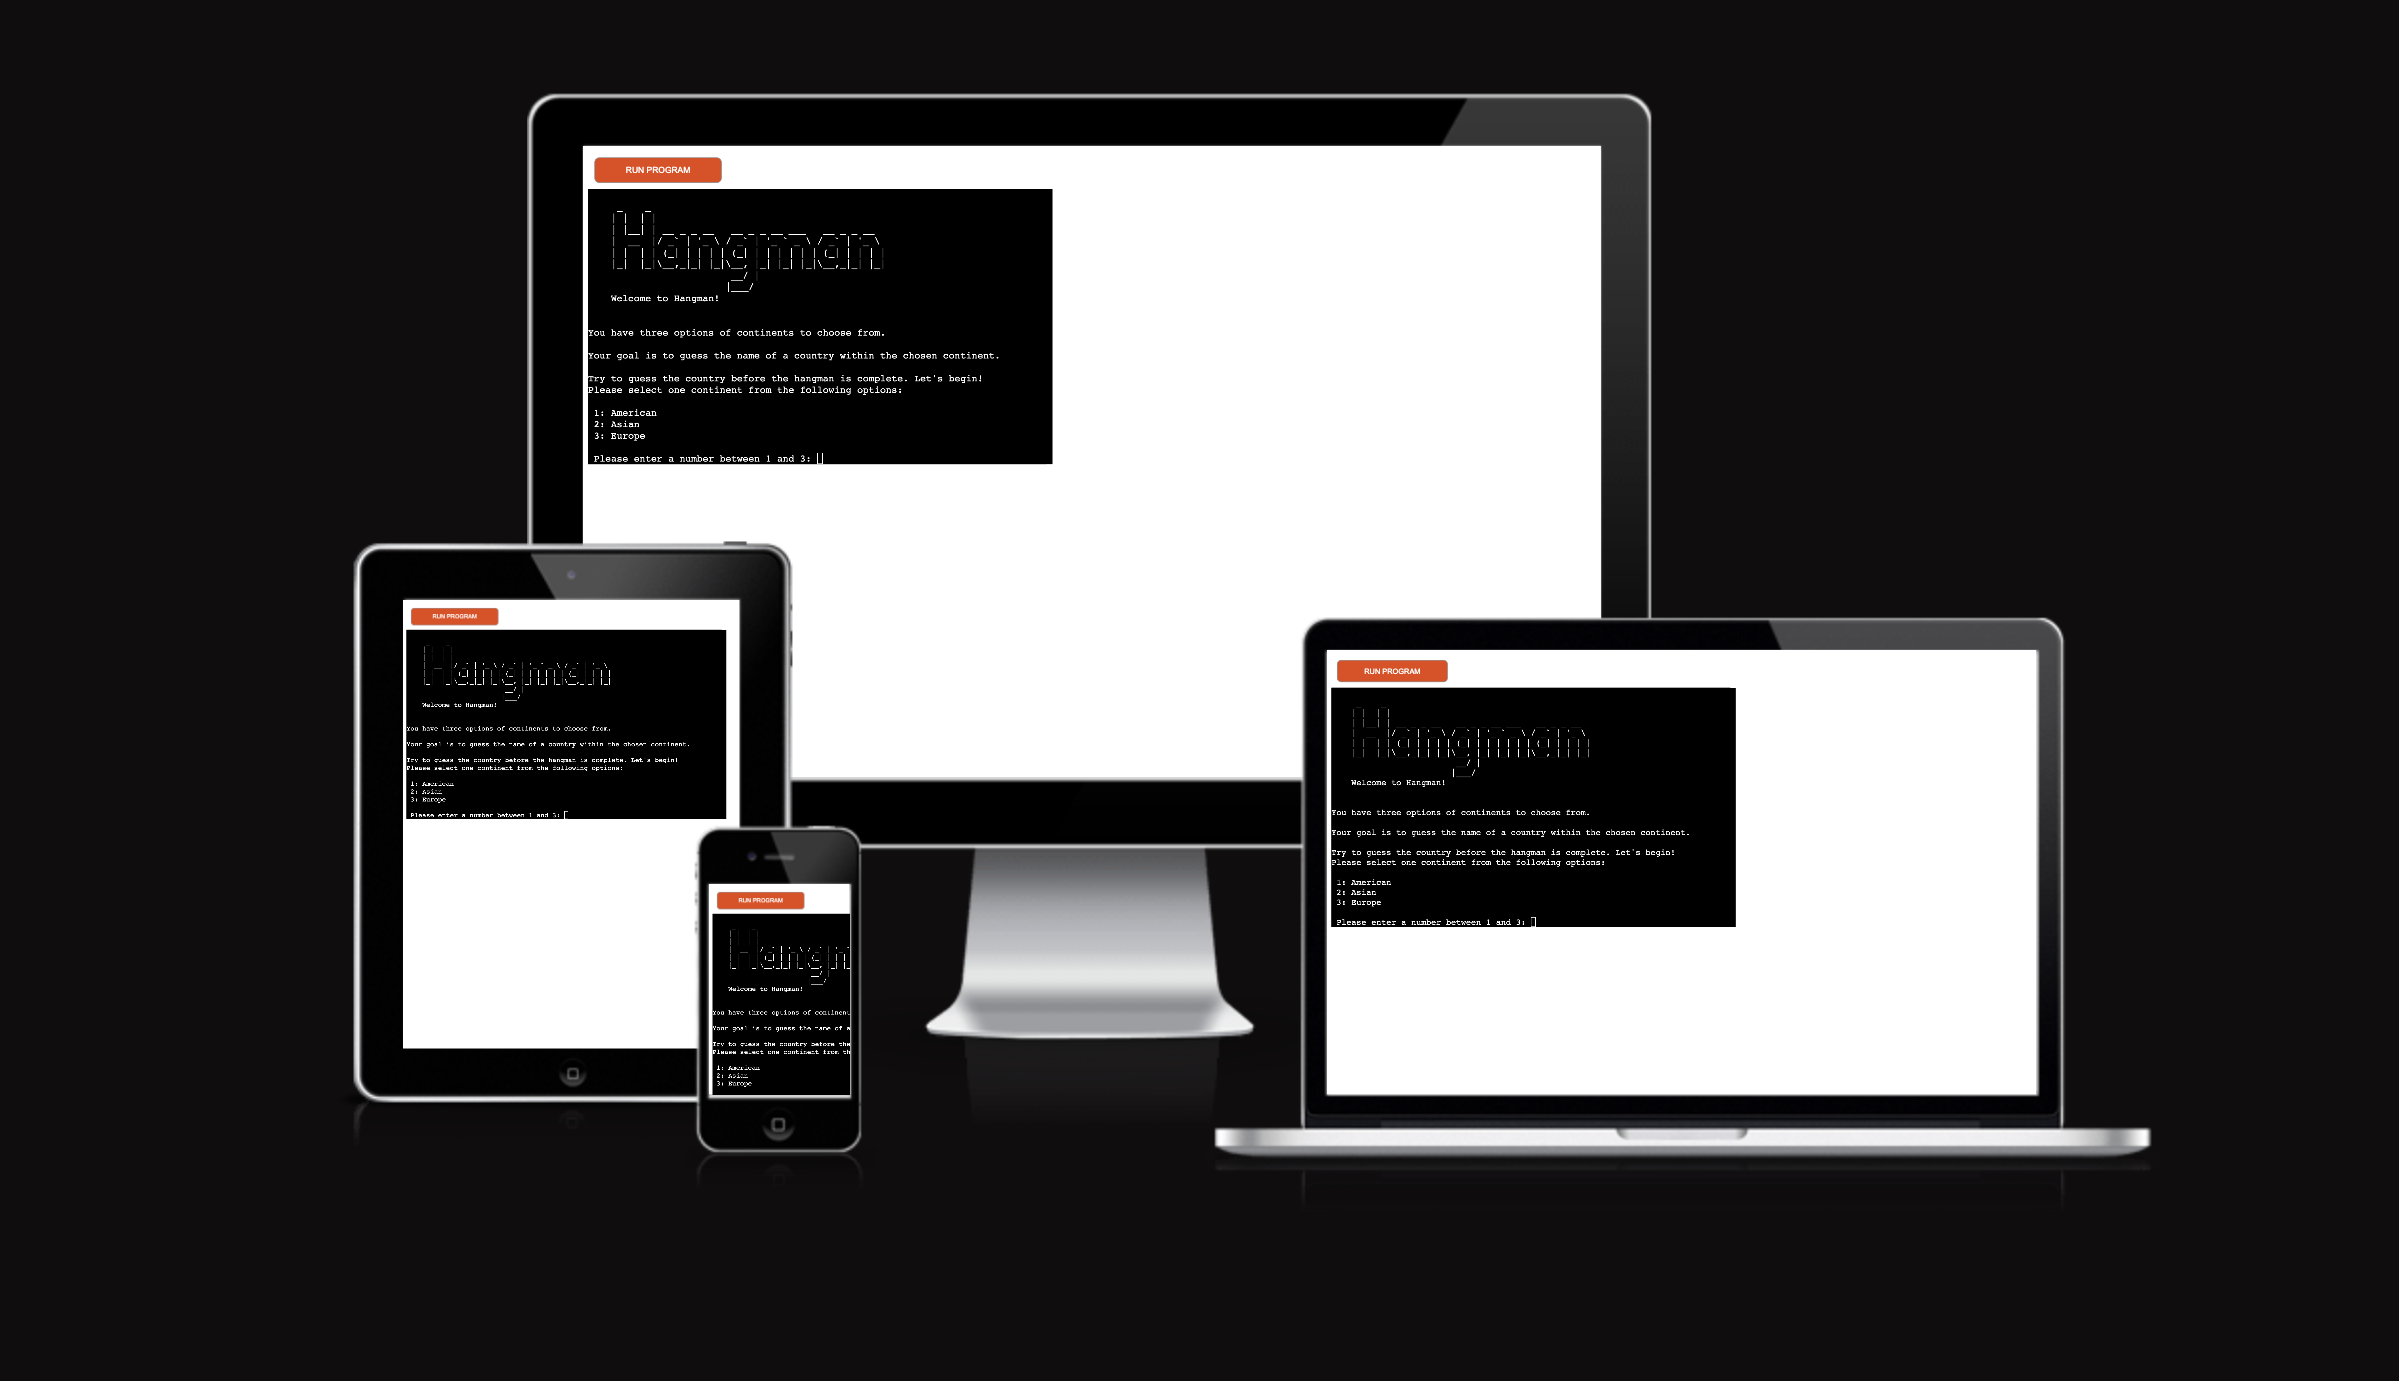 RUN PROGRAM
Hangman
Welcome to Hangman!
You have three options of continents to choose from.
Your goal is to guess the name of a country within the chosen continent.
Try to guess the country before the hangman is complete. Let's begin!
Please select one continent from the following options:
1: American
2: Asian
3: Europe
Please enter a number between 1 and 3:
RUN PROGRAM
Hangman
Welcome to Hangman!
You have three options of continents to choose from.
Your goal is to guess the name of a country within the chosen continent.
Try to guess the country before the hangman is complete. Let's begin!
Please select one continent from the following options:
1: American
2: Asian
3: Europe
Please enter a number between 1 and 3:
RUN PROGRAM
Hangm
Welcome to Hangman!
You have three options of continent
Your goal is to guess the name of a
Try to guess the country before the
Please select one continent from th
1: American
2: Asian
3: Europe
RUN PROGRAM
Hangman
Welcome to Hangman!
You have three options of continents to choose from.
Your goal is to guess the name of a country within the chosen continent.
Try to guess the country before the hangman is complete. Let's begin!
Please select one continent from the following options:
1: American
2: Asian
3: Europe
Please enter a number between 1 and 3: